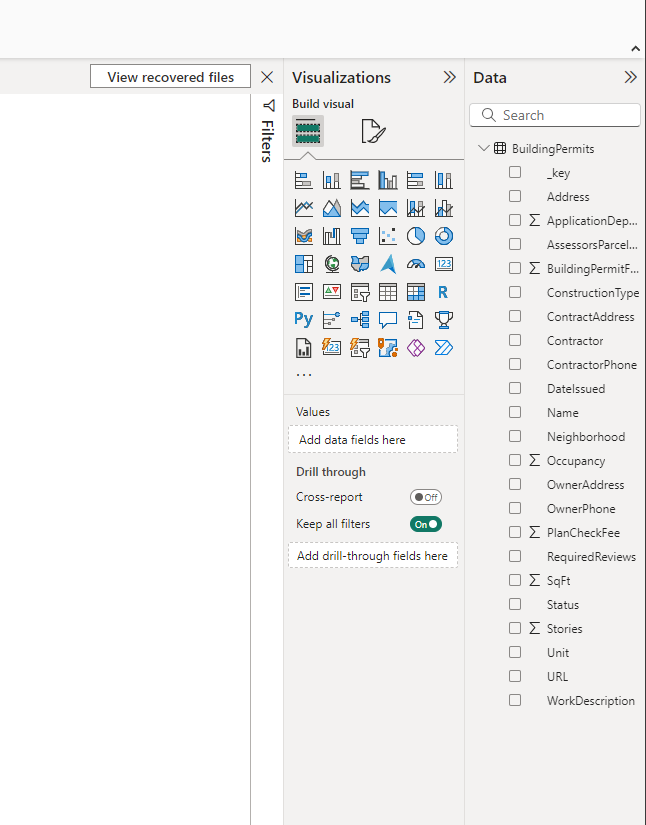 View recovered files
Visualizations
Data
Build visual
Search
Filters
BuildingPermits
_key
Address
ApplicationDep...
AssessorsParcel...
BuildingPermitF...
ConstructionType
ContractAddress
Contractor
ContractorPhone
DateIssued
Name
Neighborhood
Occupancy
OwnerAddress
OwnerPhone
PlanCheckFee
RequiredReviews
SqFt
Status
Stories
Unit
URL
WorkDescription
123
R
Py
123
...
Values
Add data fields here
Drill through
Cross-report
Off
Keep all filters
On
Add drill-through fields here